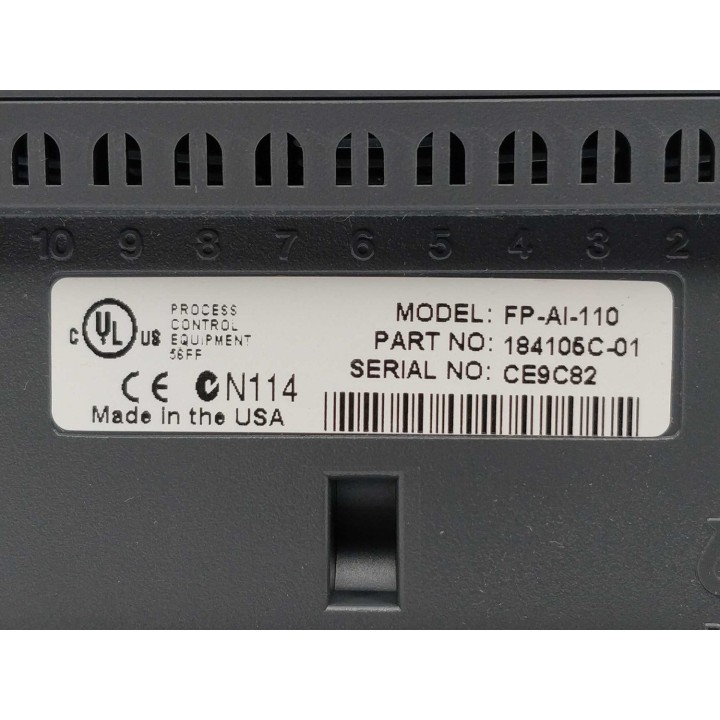 10 9 8 7 6 5 4 3 2
C UL US
PROCESS
CONTROL
EQUIPMENT
56FF
CE N114
Made in the USA
MODEL: FP-AI-110
PART NO: 184105C-01
SERIAL NO: CE9C82